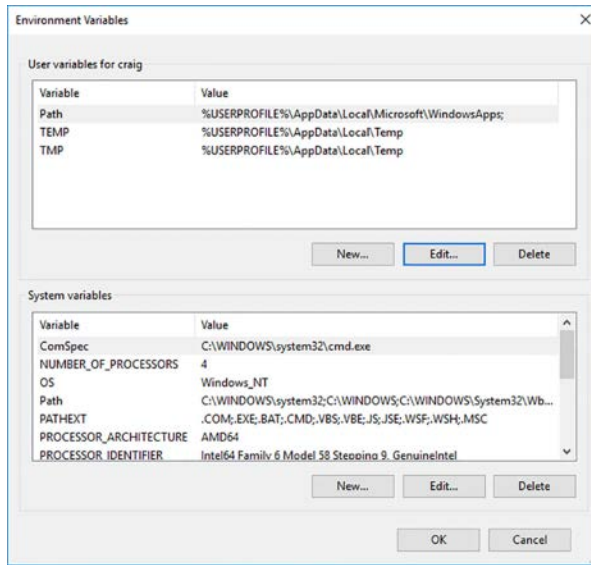 Environment Variables
User variables for craig
Variable Value
Path %USERPROFILE%\AppData\Local\Microsoft\WindowsApps;
TEMP %USERPROFILE%\AppData\Local\Temp
TMP %USERPROFILE%\AppData\Local\Temp
New... Edit... Delete
System variables
Variable Value
ComSpec C:\WINDOWS\system32\cmd.exe
NUMBER_OF_PROCESSORS 4
OS Windows_NT
Path C:\WINDOWS\system32;C:\WINDOWS;C:\WINDOWS\System32\Wb...
PATHEXT .COM;.EXE;.BAT;.CMD;.VBS;.VBE;.JS;.JSE;.WSF;.WSH;.MSC
PROCESSOR_ARCHITECTURE AMD64
PROCESSOR IDENTIFIER Intel64 Family 6 Model 58 Stepping 9, GenuineIntel
New... Edit... Delete
OK Cancel